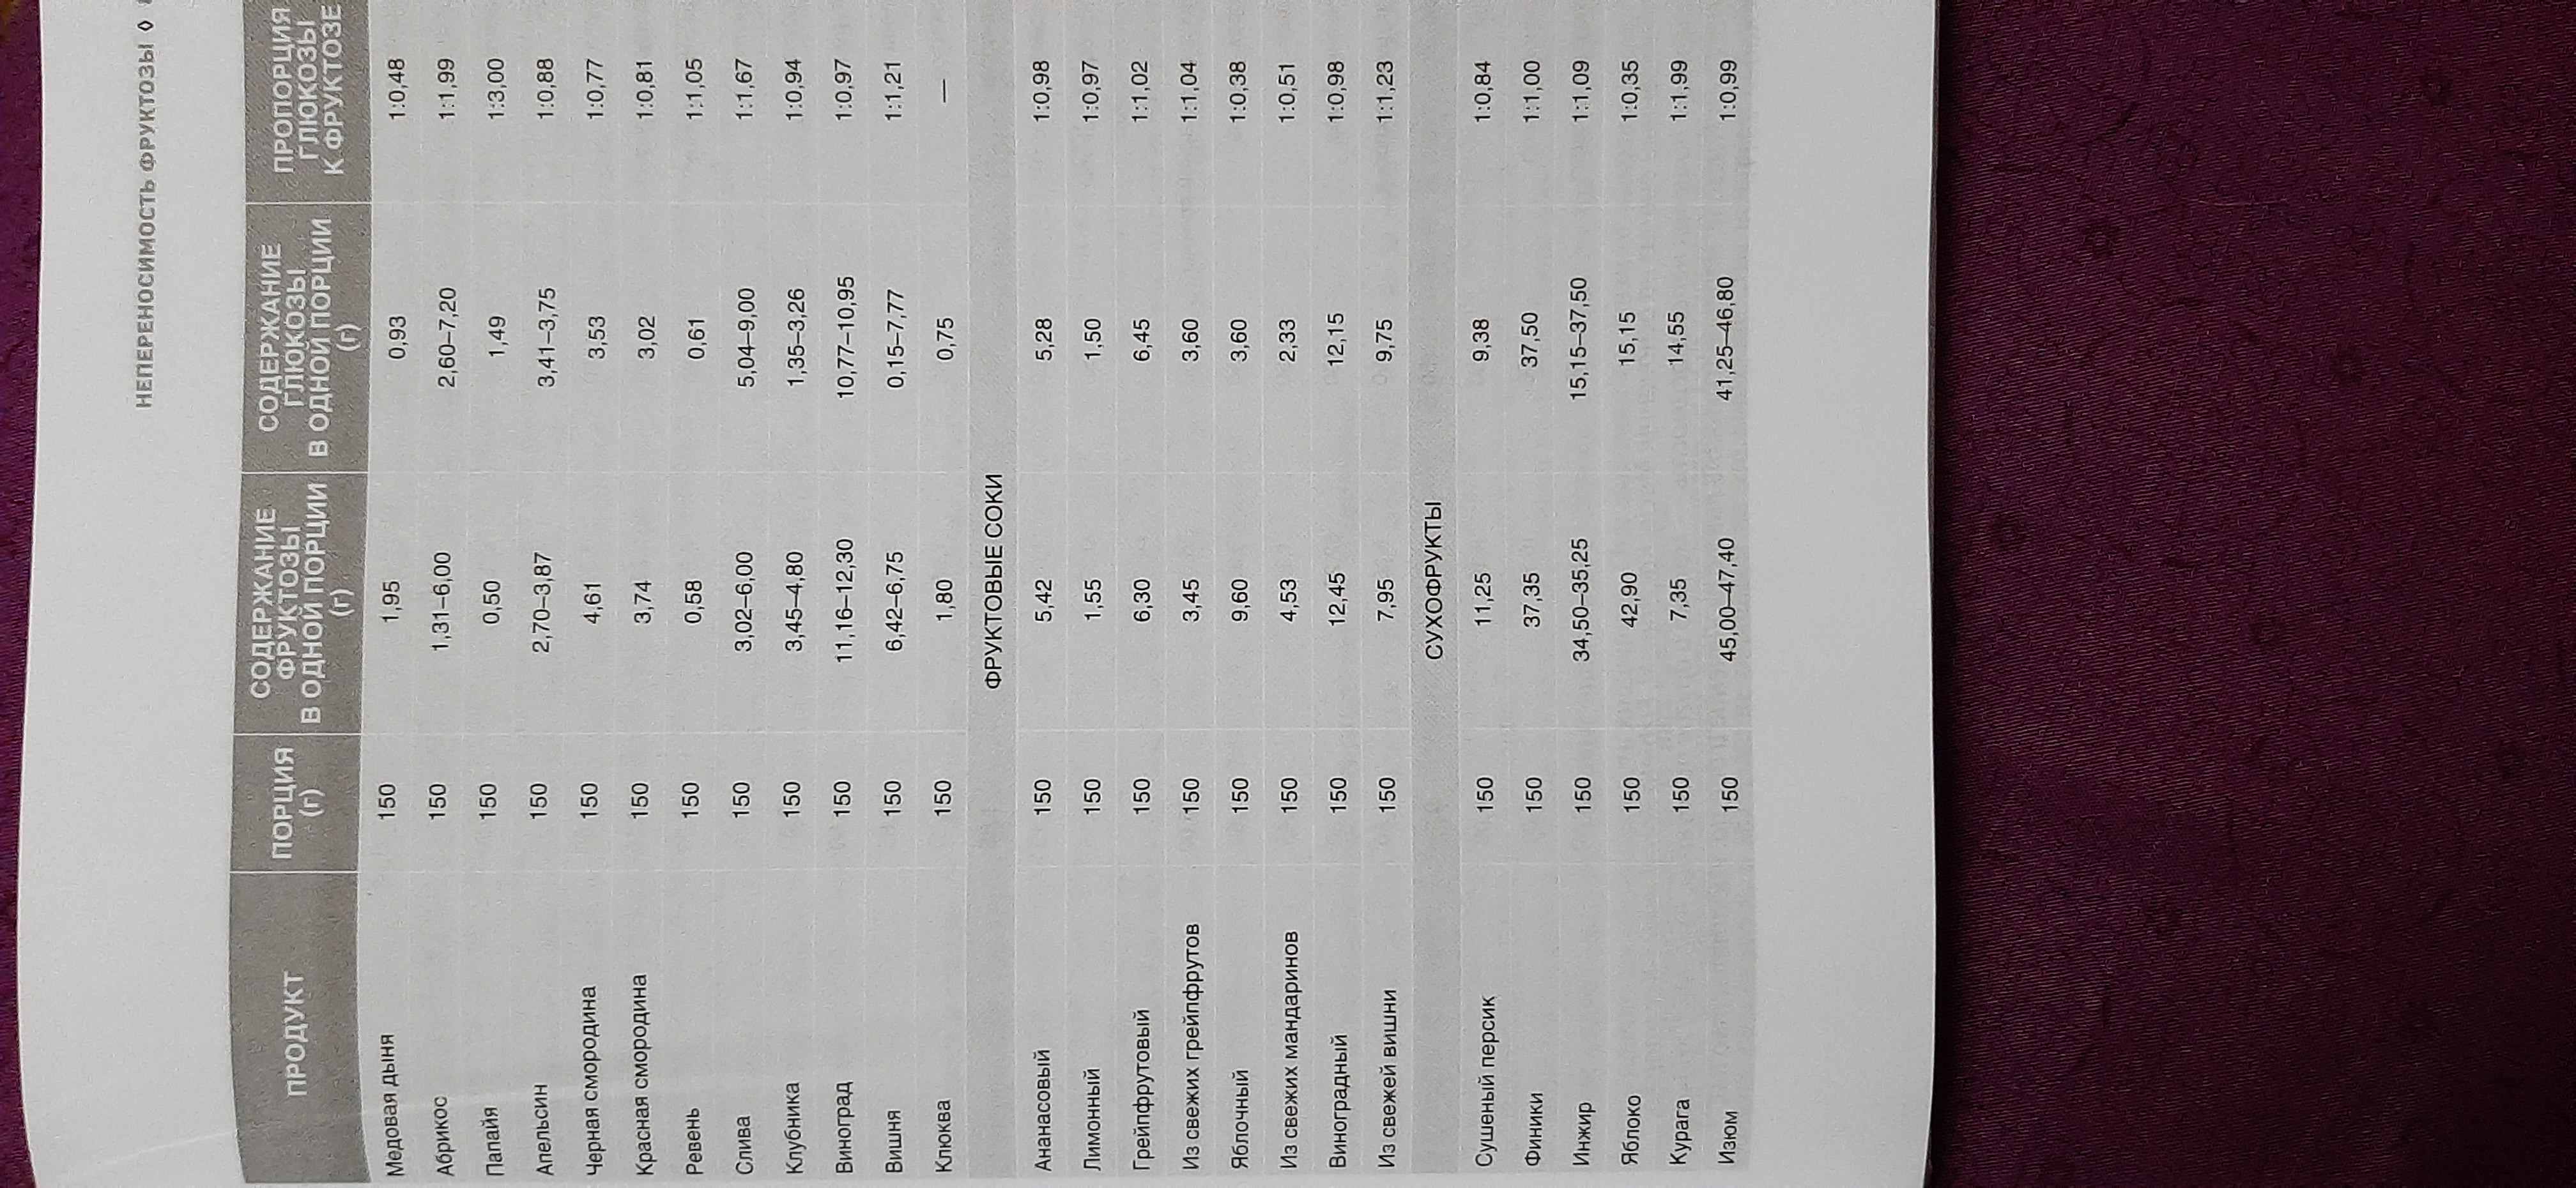 НЕПЕРЕНОСИМОСТЬ ФРУКТОЗЫ ◊
ПРОДУКТ ПОРЦИЯ (г) СОДЕРЖАНИЕ ФРУКТОЗЫ В ОДНОЙ ПОРЦИИ (г) СОДЕРЖАНИЕ ГЛЮКОЗЫ В ОДНОЙ ПОРЦИИ (г) ПРОПОРЦИЯ ГЛЮКОЗЫ К ФРУКТОЗЕ
Медовая дыня 150 1,95 0,93 1:0,48
Абрикос 150 1,31–6,00 2,60–7,20 1:1,99
Папайя 150 0,50 1,49 1:3,00
Апельсин 150 2,70–3,87 3,41–3,75 1:0,88
Черная смородина 150 4,61 3,53 1:0,77
Красная смородина 150 3,74 3,02 1:0,81
Ревень 150 0,58 0,61 1:1,05
Слива 150 3,02–6,00 5,04–9,00 1:1,67
Клубника 150 3,45–4,80 1,35–3,26 1:0,94
Виноград 150 11,16–12,30 10,77–10,95 1:0,97
Вишня 150 6,42–6,75 0,15–7,77 1:1,21
Клюква 150 1,80 0,75 —
ФРУКТОВЫЕ СОКИ
Ананасовый 150 5,42 5,28 1:0,98
Лимонный 150 1,55 1,50 1:0,97
Грейпфрутовый 150 6,30 6,45 1:1,02
Из свежих грейпфрутов 150 3,45 3,60 1:1,04
Яблочный 150 9,60 3,60 1:0,38
Из свежих мандаринов 150 4,53 2,33 1:0,51
Виноградный 150 12,45 12,15 1:0,98
Из свежей вишни 150 7,95 9,75 1:1,23
СУХОФРУКТЫ
Сушеный персик 150 11,25 9,38 1:0,84
Финики 150 37,35 37,50 1:1,00
Инжир 150 34,50–35,25 15,15–37,50 1:1,09
Яблоко 150 42,90 15,15 1:0,35
Курага 150 7,35 14,55 1:1,99
Изюм 150 45,00–47,40 41,25–46,80 1:0,99